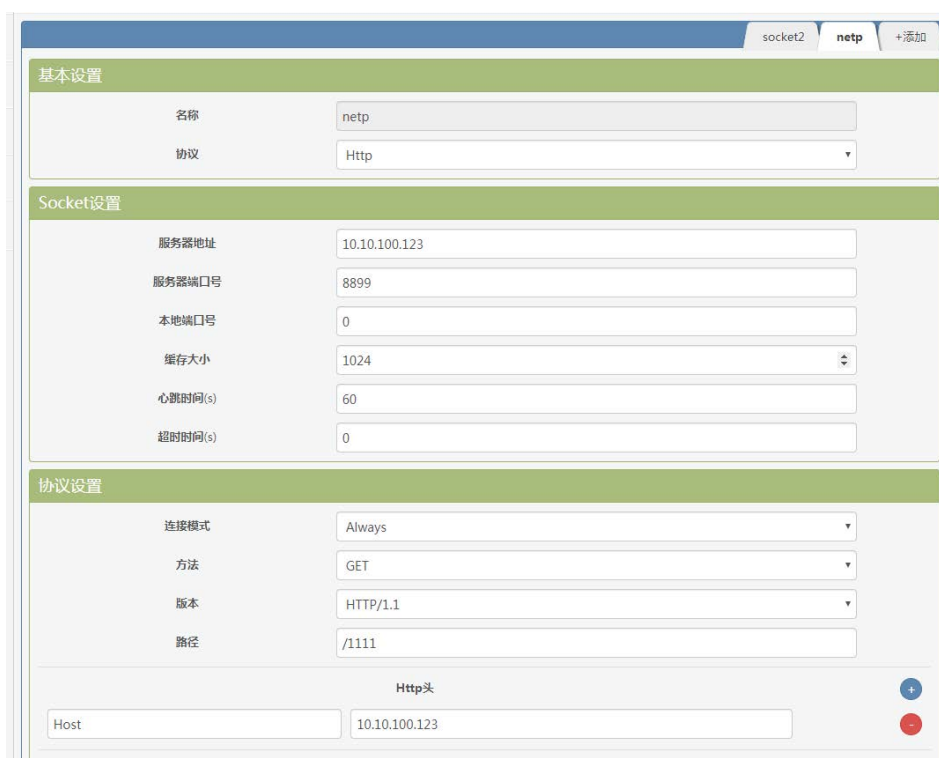 socket2 netp +添加
基本设置
名称 netp
协议 Http
Socket设置
服务器地址 10.10.100.123
服务器端口号 8899
本地端口号 0
缓存大小 1024
心跳时间(s) 60
超时时间(s) 0
协议设置
连接模式 Always
方法 GET
版本 HTTP/1.1
路径 /1111
Http头 +
Host 10.10.100.123 -